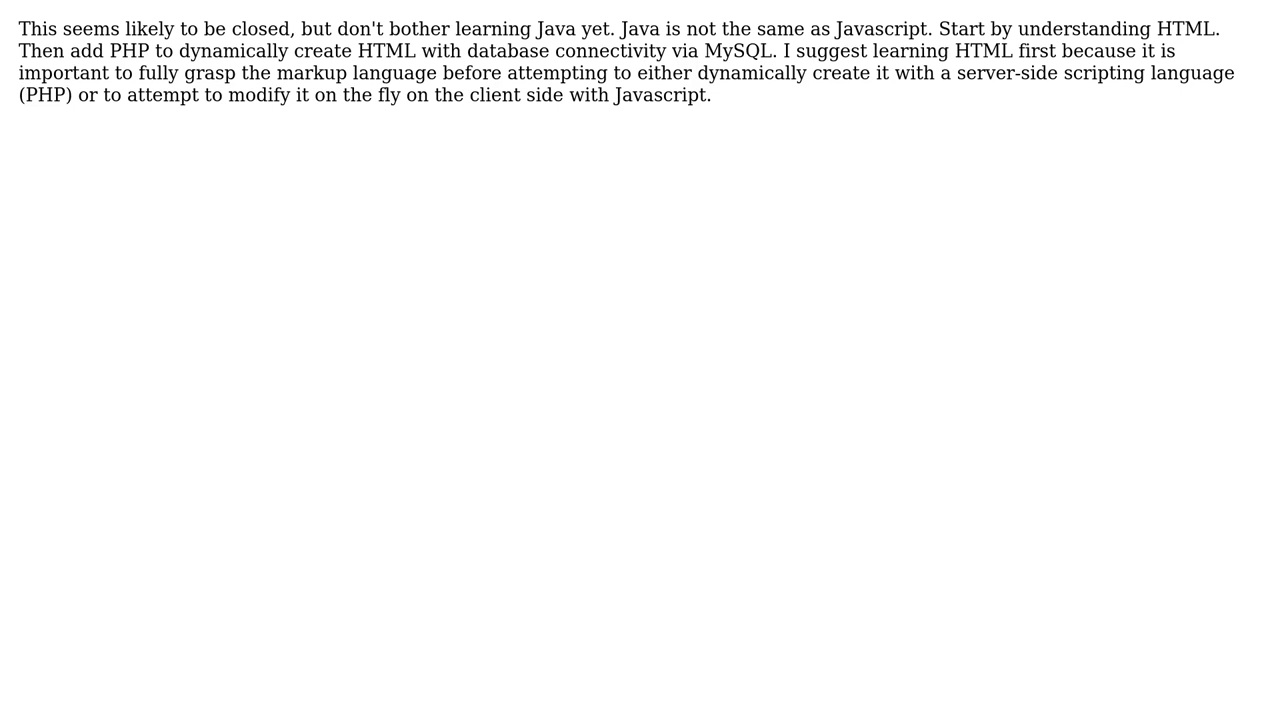 This seems likely to be closed, but don't bother learning Java yet. Java is not the same as Javascript. Start by understanding HTML.
Then add PHP to dynamically create HTML with database connectivity via MySQL. I suggest learning HTML first because it is
important to fully grasp the markup language before attempting to either dynamically create it with a server-side scripting language
(PHP) or to attempt to modify it on the fly on the client side with Javascript.